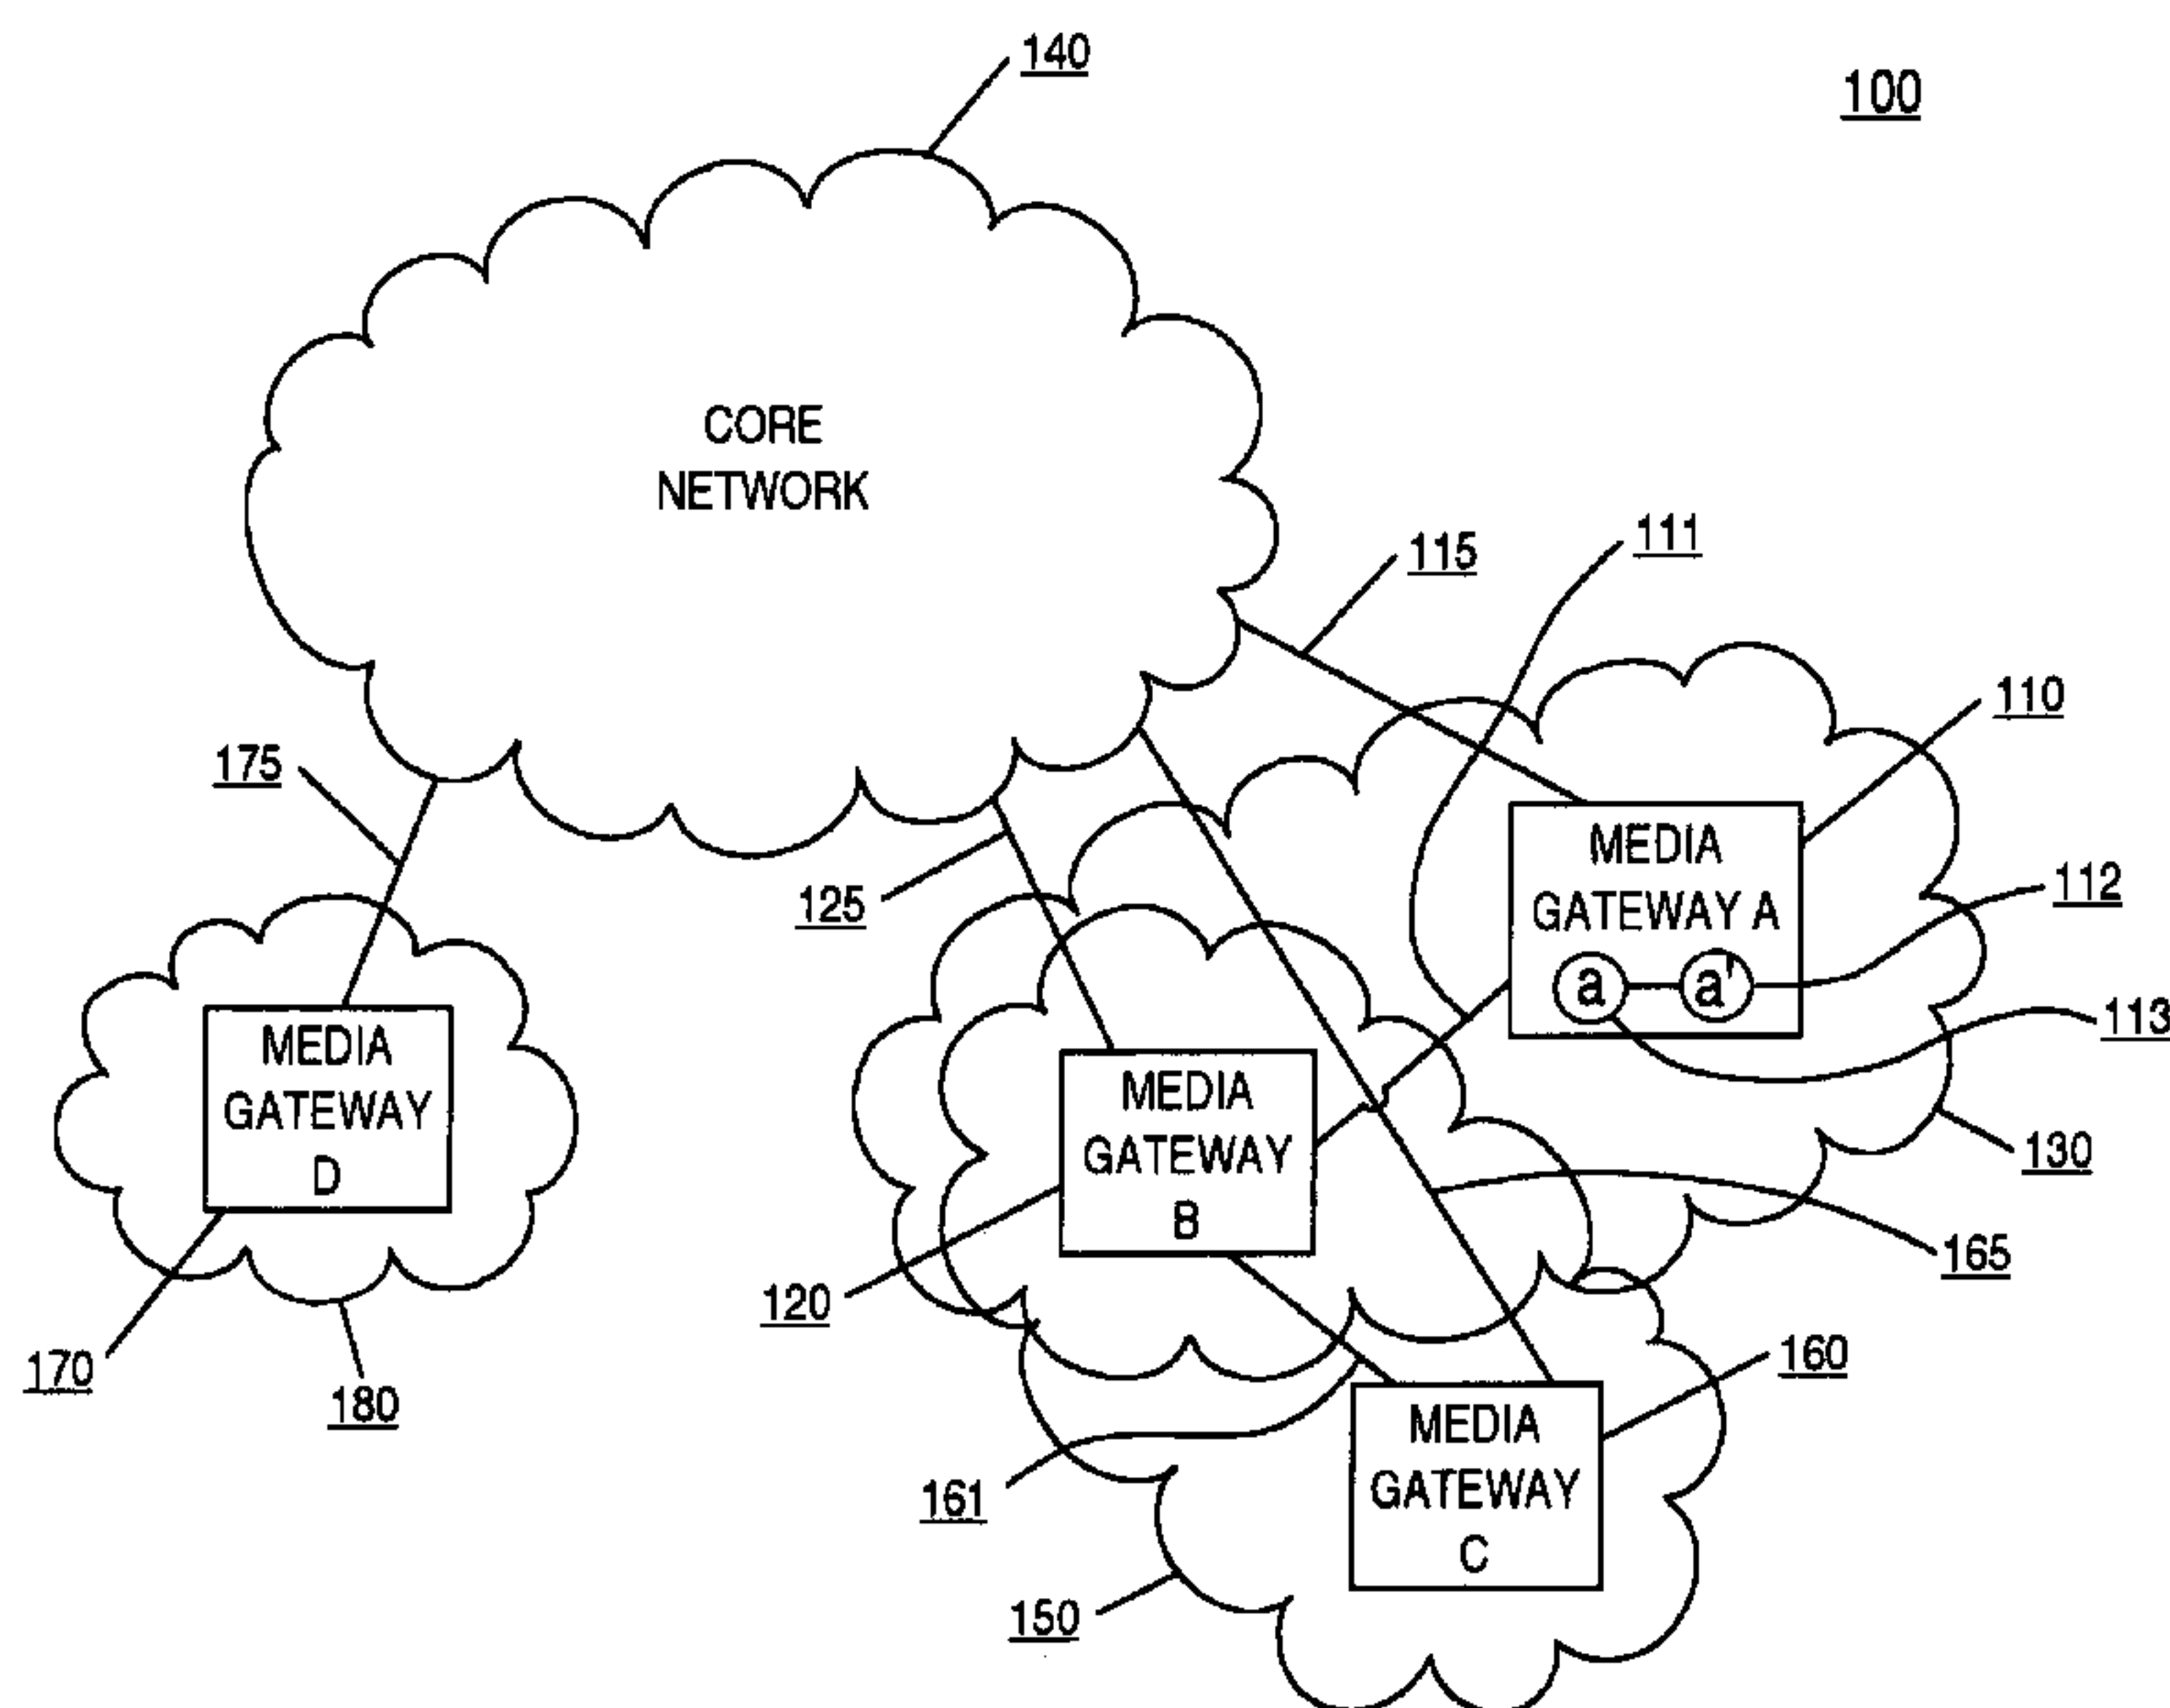 140
100
CORE
NETWORK
115
111
110
175
MEDIA
GATEWAY A
a
a'
112
125
113
MEDIA
GATEWAY
D
MEDIA
GATEWAY
B
130
165
120
170
180
160
MEDIA
GATEWAY
C
161
150